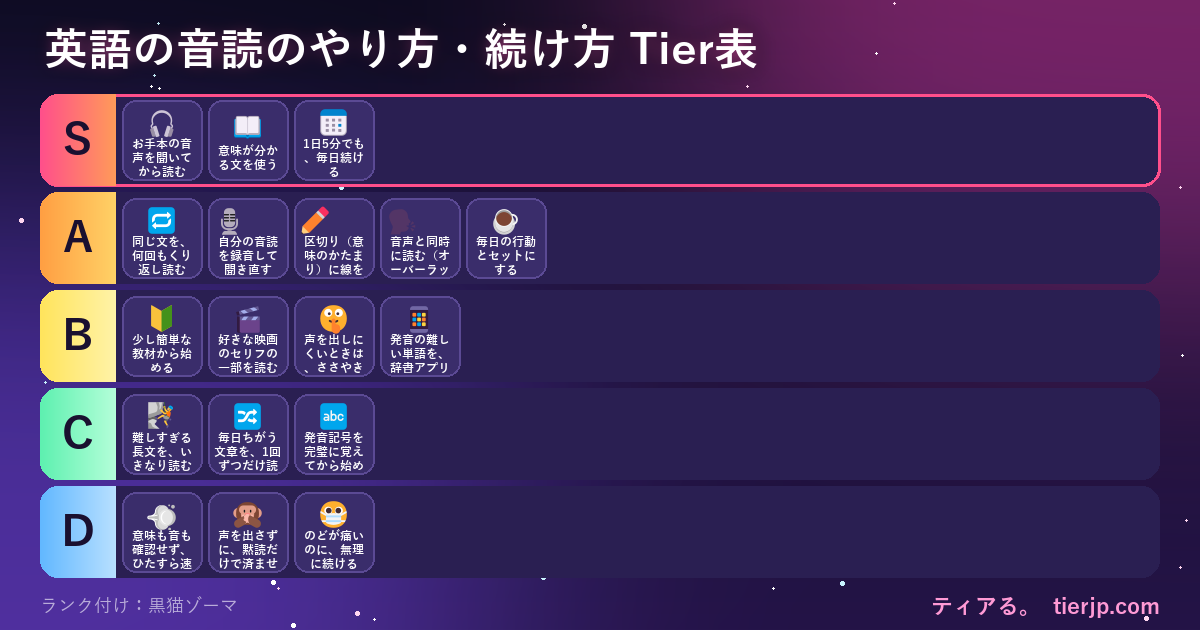 英語の音読のやり方・続け方 Tier表
S
お手本の音
声を聞いて
から読む
意味が分か
る文を使う
1日5分でも
、毎日続け
る
A
同じ文を、
何回もくり
返し読む
自分の音読
を録音して
聞き直す
区切り（意
味のかたま
り）に線を
音声と同時
に読む（オ
ーバーラッ
毎日の行動
とセットに
する
B
少し簡単な
教材から始
める
好きな映画
のセリフの
一部を読む
声を出しに
くいときは
、ささやき
発音の難し
い単語を、
辞書アプリ
C
難しすぎる
長文を、い
きなり読む
毎日ちがう
文章を、1回
ずつだけ読
abc
発音記号を
完璧に覚え
てから始め
D
意味も音も
確認せず、
ひたすら速
声を出さず
に、黙読だ
けで済ませ
のどが痛い
のに、無理
に続ける
ランク付け：黒猫ゾーマ
ティアる。 tierjp.com